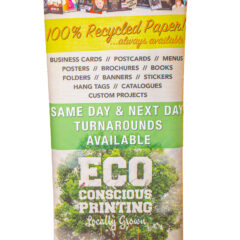 100% Recycled Paper!
...always available
BUSINESS CARDS // POSTCARDS // MENUS
POSTERS // BROCHURES // BOOKS
FOLDERS // BANNERS // STICKERS
HANG TAGS // CATALOGUES
CUSTOM PROJECTS
SAME DAY & NEXT DAY
TURNAROUNDS
AVAILABLE
ECO
CONSCIOUS
PRINTING
Locally Grown